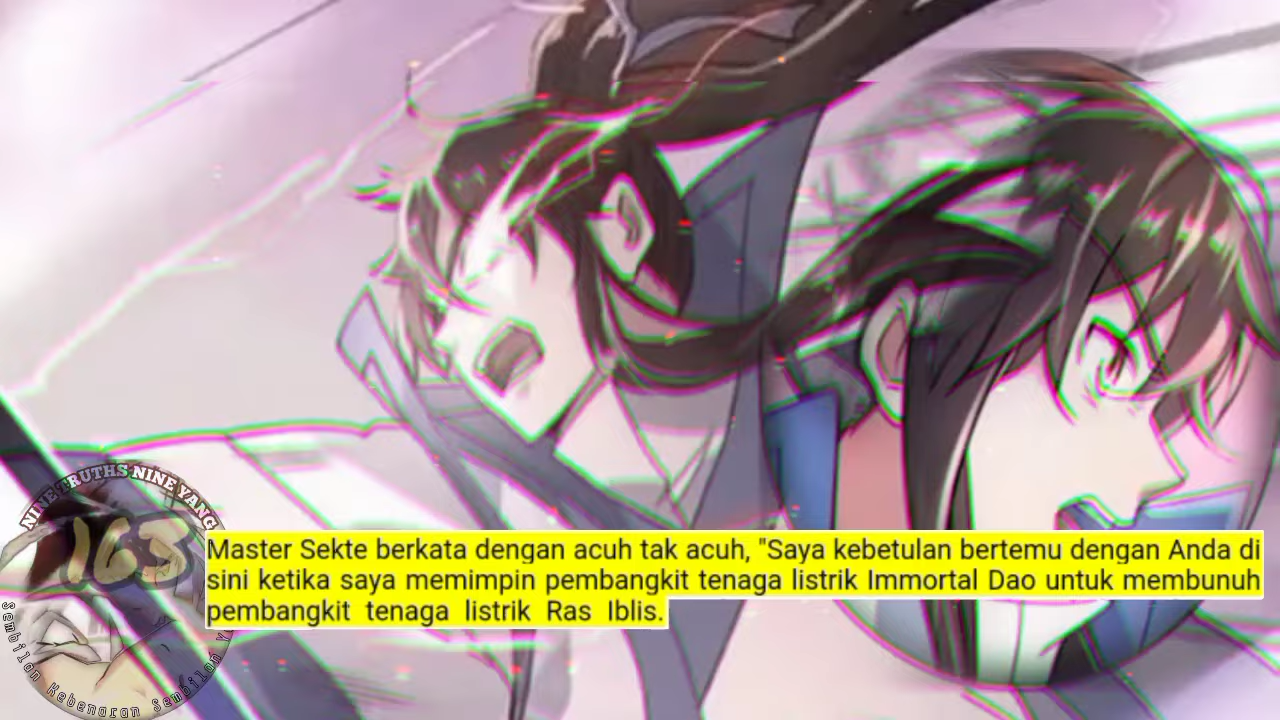 NINE TRUTHS NINE YANG
163
Master Sekte berkata dengan acuh tak acuh, "Saya kebetulan bertemu dengan Anda di
sini ketika saya memimpin pembangkit tenaga listrik Immortal Dao untuk membunuh
pembangkit tenaga listrik Ras Iblis.
Sembilan Kebenaran Sembilan Y